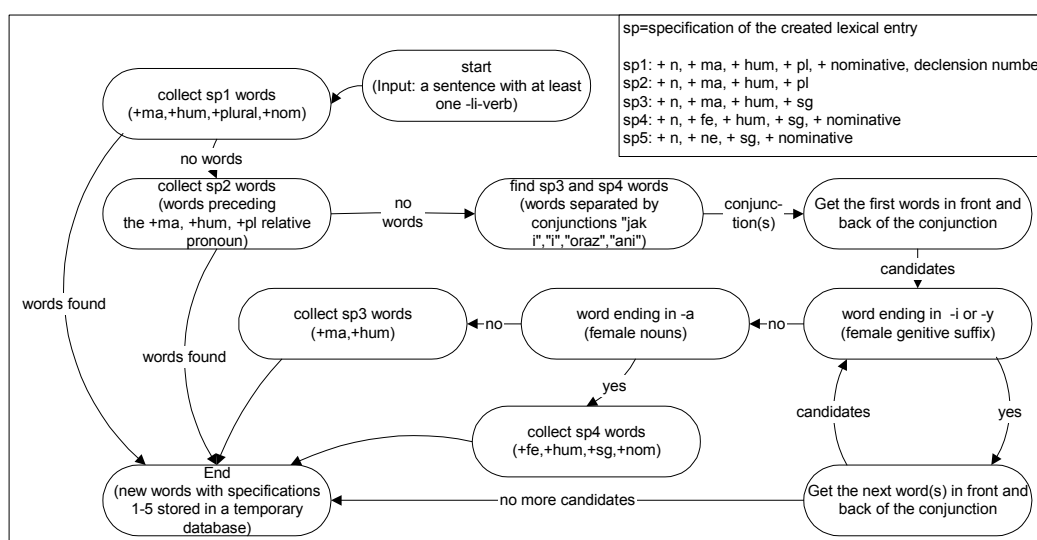 sp=specification of the created lexical entry
sp1: + n, + ma, + hum, + pl, + nominative, declension numbe
sp2: + n, + ma, + hum, + pl
sp3: + n, + ma, + hum, + sg
sp4: + n, + fe, + hum, + sg, + nominative
sp5: + n, + ne, + sg, + nominative
start
(Input: a sentence with at least
one -li-verb)
collect sp1 words
(+ma,+hum,+plural,+nom)
no words
collect sp2 words
(words preceding
the +ma, +hum, +pl relative
pronoun)
no
words
find sp3 and sp4 words
(words separated by
conjunctions "jak
i","i","oraz","ani")
conjunc-
tion(s)
Get the first words in front and
back of the conjunction
candidates
words found
collect sp3 words
(+ma,+hum)
no
word ending in -a
(female nouns)
no
word ending in -i or -y
(female genitive suffix)
words found
yes
candidates
yes
collect sp4 words
(+fe,+hum,+sg,+nom)
End
(new words with specifications
1-5 stored in a temporary
database)
no more candidates
Get the next word(s) in front and
back of the conjunction